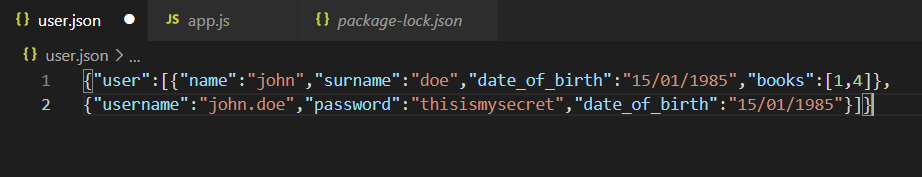 {} user.json ● JS app.js {} package-lock.json
{} user.json > ...
1 {"user":[{"name":"john","surname":"doe","date_of_birth":"15/01/1985","books":[1,4]},
2 {"username":"john.doe","password":"thisismysecret","date_of_birth":"15/01/1985"}]}